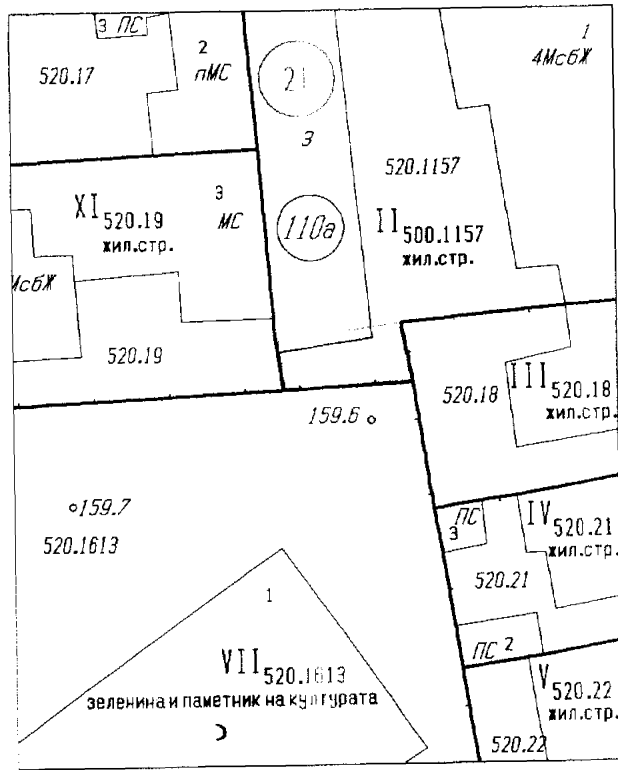 3 ПС
520.17
2
пМС
21
3
1
4МсбЖ
520.1157
XI 520.19
жил.стр.
3
МС
110а
II 500.1157
жил.стр.
МсбЖ
520.19
520.18
III 520.18
жил.стр.
159.6
159.7
520.1613
ПС
3
IV 520.21
жил.стр.
520.21
ПС 2
1
VII 520.1613
зеленина и паметник на културата
V 520.22
жил.стр.
520.22